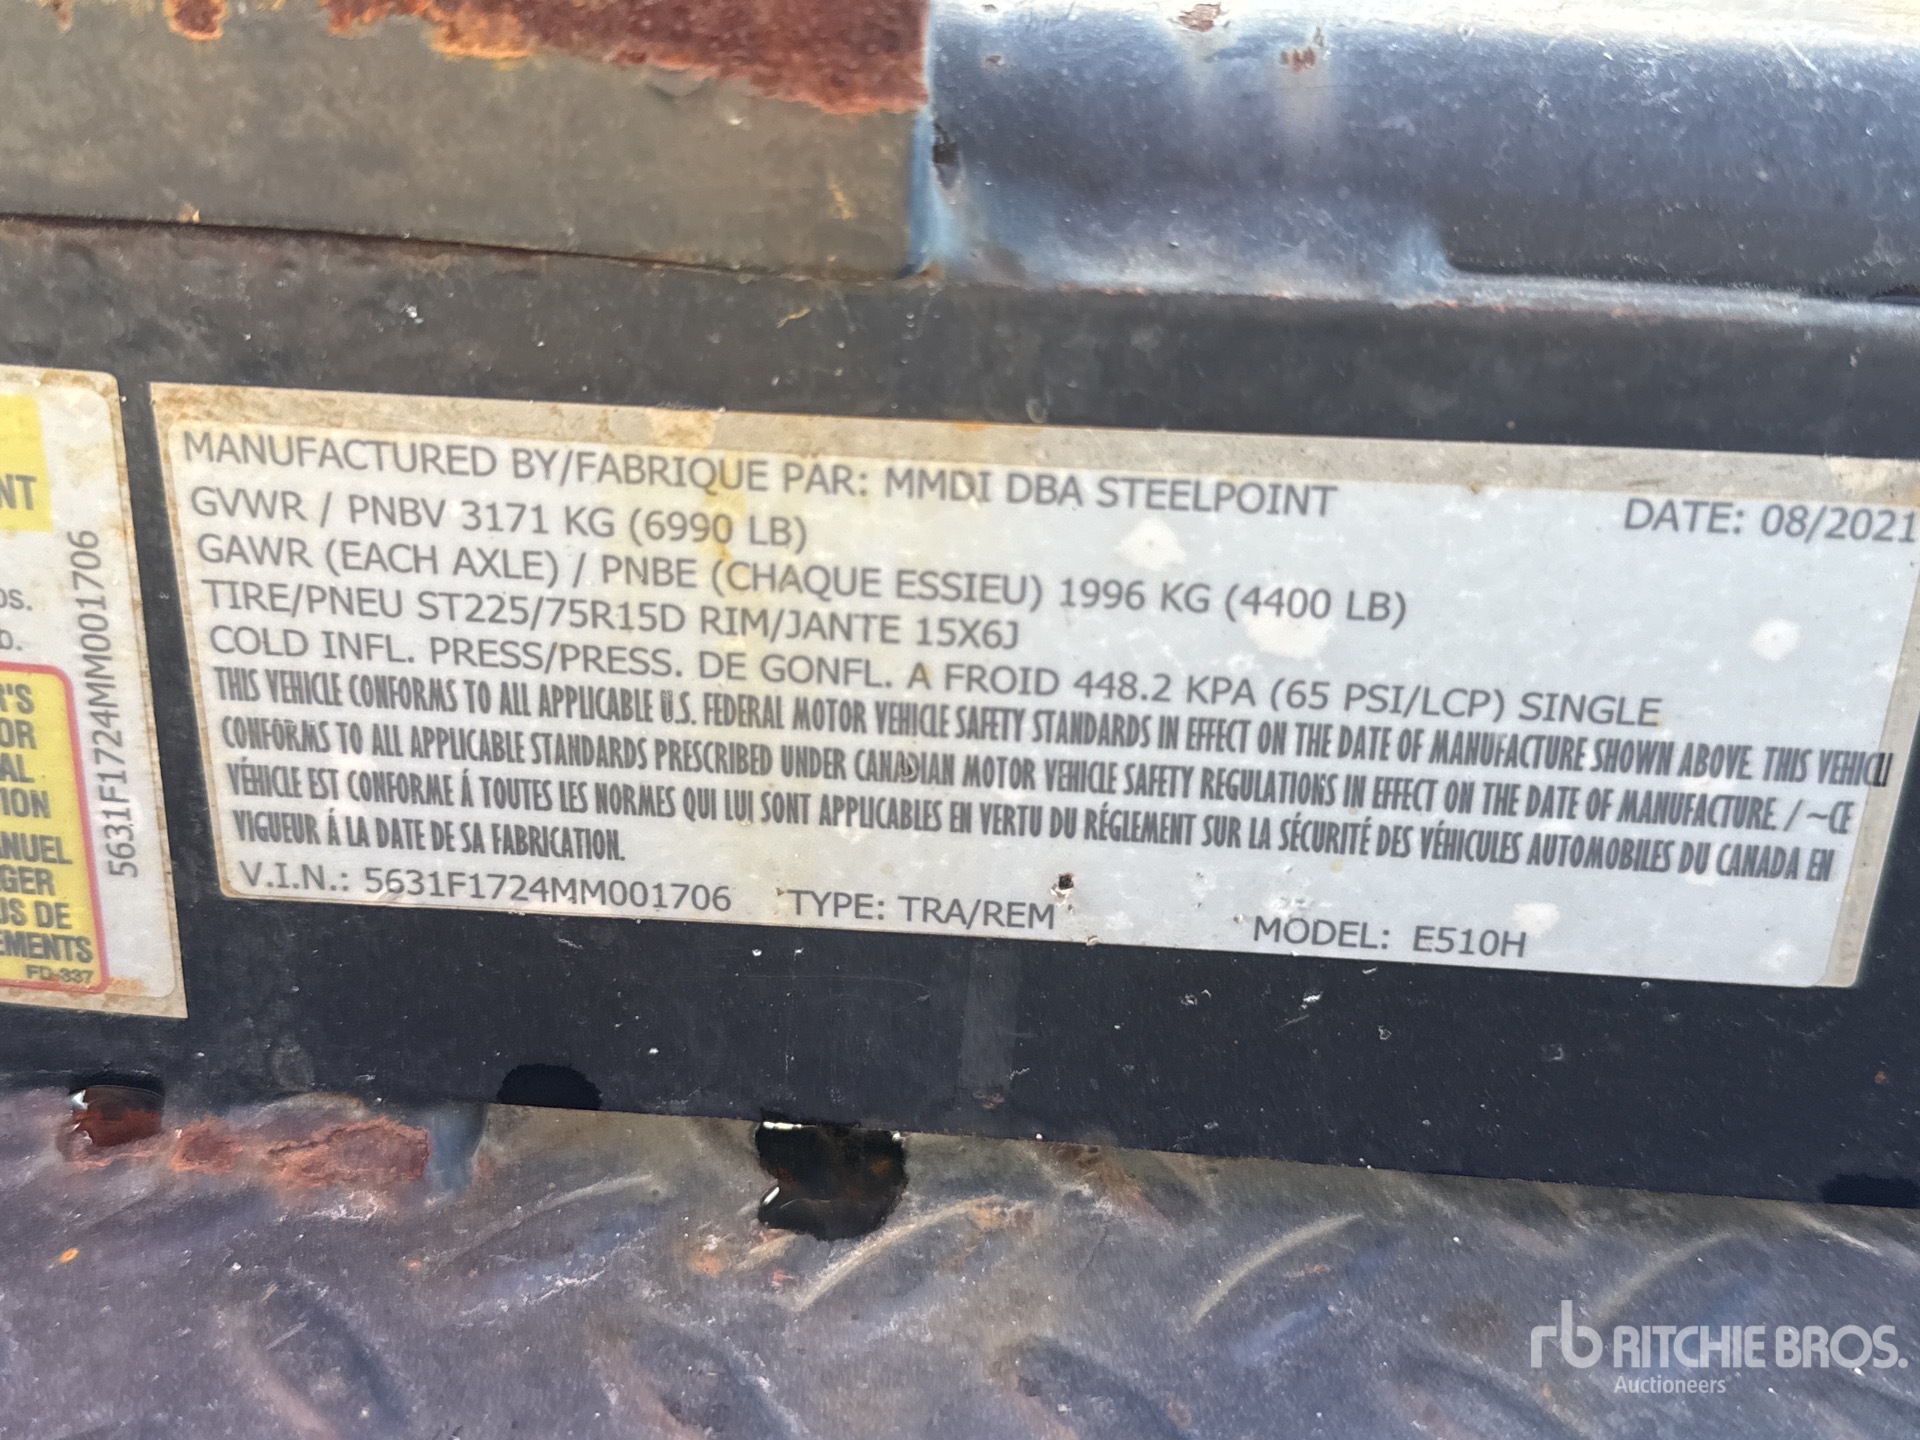 NT
os.
b.
'S
OR
AL
TION
ANUEL
GER
US DE
EMENTS
FD-337
5631F1724MM001706
MANUFACTURED BY/FABRIQUE PAR: MMDI DBA STEELPOINT
DATE: 08/2021
GVWR / PNBV 3171 KG (6990 LB)
GAWR (EACH AXLE) / PNBE (CHAQUE ESSIEU) 1996 KG (4400 LB)
TIRE/PNEU ST225/75R15D RIM/JANTE 15X6J
COLD INFL. PRESS/PRESS. DE GONFL. A FROID 448.2 KPA (65 PSI/LCP) SINGLE
THIS VEHICLE CONFORMS TO ALL APPLICABLE U.S. FEDERAL MOTOR VEHICLE SAFETY STANDARDS IN EFFECT ON THE DATE OF MANUFACTURE SHOWN ABOVE. THIS VEHICLE
CONFORMS TO ALL APPLICABLE STANDARDS PRESCRIBED UNDER CANADIAN MOTOR VEHICLE SAFETY REGULATIONS IN EFFECT ON THE DATE OF MANUFACTURE. / ~CE
VÉHICLE EST CONFORME Á TOUTES LES NORMES QUI LUI SONT APPLICABLES EN VERTU DU RÉGLEMENT SUR LA SÉCURITÉ DES VÉHICULES AUTOMOBILES DU CANADA EN
VIGUEUR Á LA DATE DE SA FABRICATION.
V.I.N.: 5631F1724MM001706 TYPE: TRA/REM MODEL: E510H
rb RITCHIE BROS.
Auctioneers